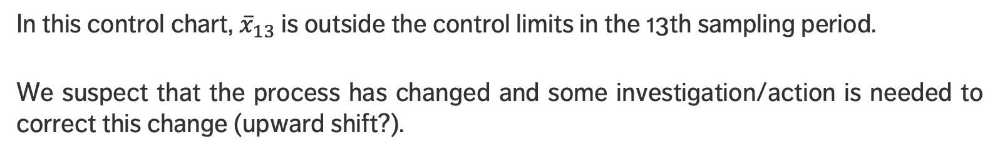 In this control chart, x̄₁₃ is outside the control limits in the 13th sampling period.
We suspect that the process has changed and some investigation/action is needed to
correct this change (upward shift?).